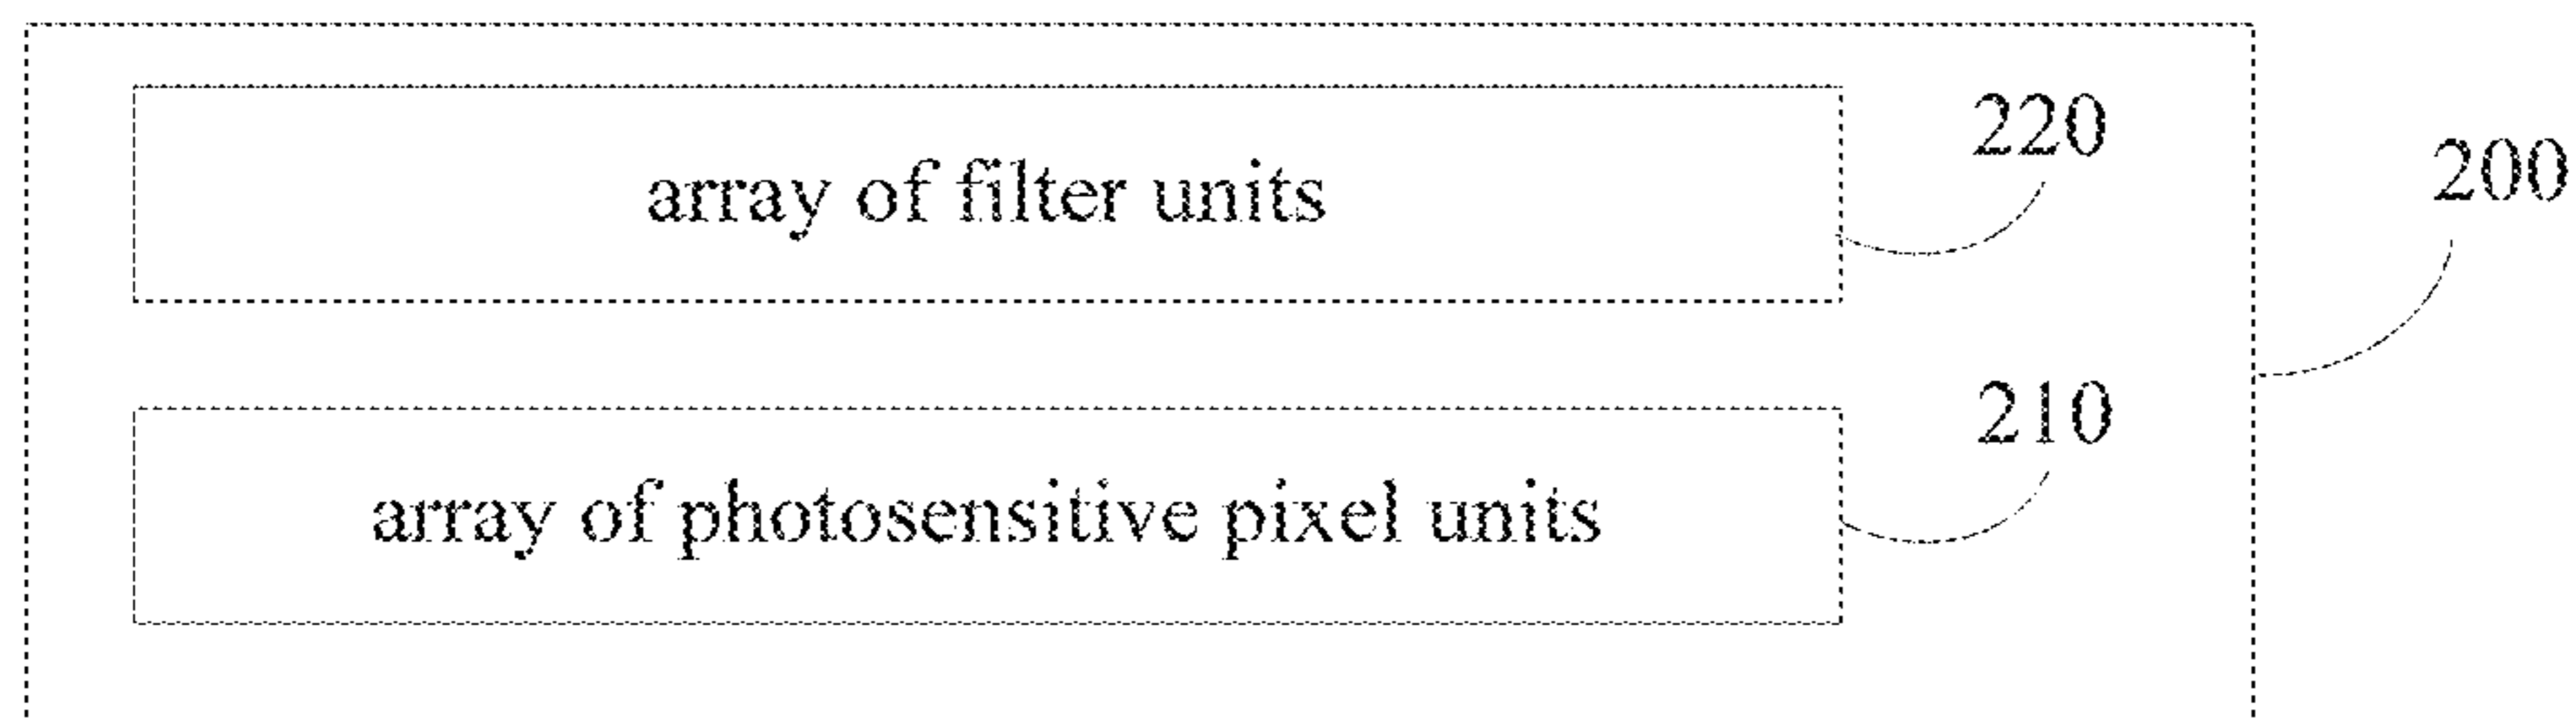 array of filter units
220
200
array of photosensitive pixel units
210